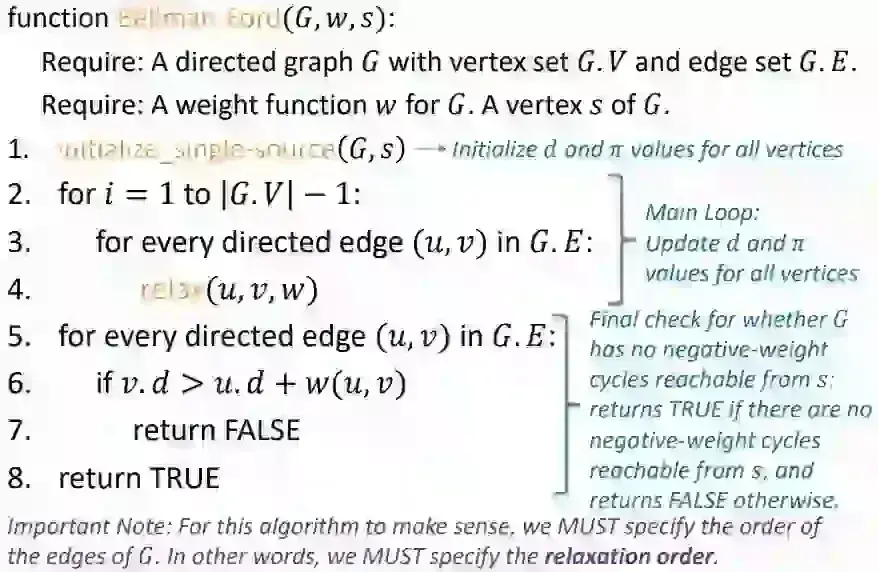 function Bellman-Ford(G, w, s):
Require: A directed graph G with vertex set G.V and edge set G.E.
Require: A weight function w for G. A vertex s of G.
1. initialize_single-source(G, s) → Initialize d and π values for all vertices
2. for i = 1 to |G.V| − 1:
3. for every directed edge (u, v) in G.E:
4. relax(u, v, w)
Main Loop:
Update d and π
values for all vertices
5. for every directed edge (u, v) in G.E:
6. if v.d > u.d + w(u, v)
7. return FALSE
8. return TRUE
Final check for whether G
has no negative-weight
cycles reachable from s;
returns TRUE if there are no
negative-weight cycles
reachable from s, and
returns FALSE otherwise.
Important Note: For this algorithm to make sense, we MUST specify the order of
the edges of G. In other words, we MUST specify the relaxation order.